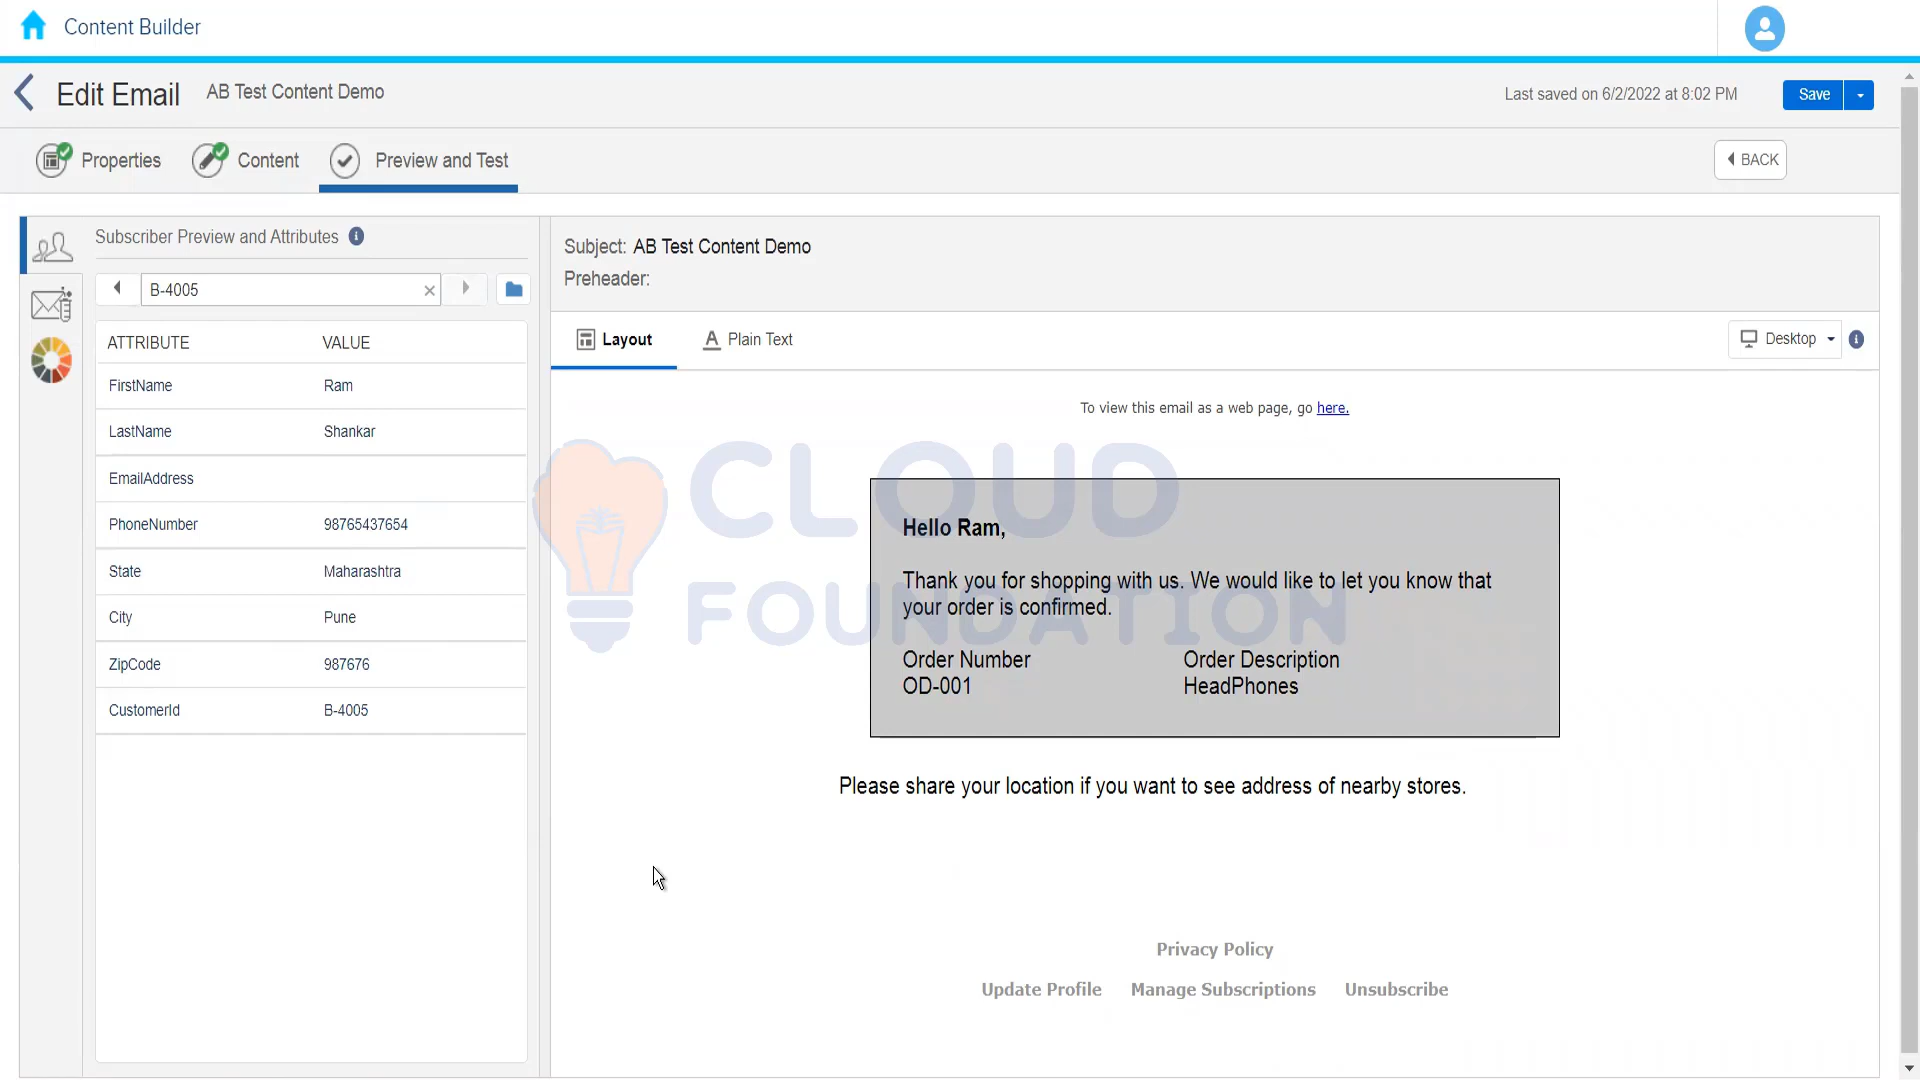 Content Builder
Edit Email AB Test Content Demo
Last saved on 6/2/2022 at 8:02 PM Save
Properties Content Preview and Test BACK
Subscriber Preview and Attributes
B-4005
ATTRIBUTE VALUE
FirstName Ram
LastName Shankar
EmailAddress
PhoneNumber 98765437654
State Maharashtra
City Pune
ZipCode 987676
CustomerId B-4005
Subject: AB Test Content Demo
Preheader:
Layout Plain Text Desktop
To view this email as a web page, go here.
CLOUD
FOUNDATION
Hello Ram,
Thank you for shopping with us. We would like to let you know that
your order is confirmed.
Order Number Order Description
OD-001 HeadPhones
Please share your location if you want to see address of nearby stores.
Privacy Policy
Update Profile Manage Subscriptions Unsubscribe